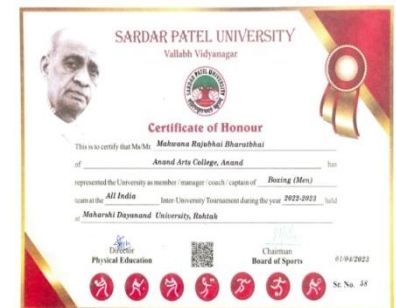 SARDAR PATEL UNIVERSITY
Vallabh Vidyanagar
SARDAR PATEL UNIVERSITY
Certificate of Honour
This is to certify that Ms/Mr. Makwana Rajubhai Bharatbhai
of Anand Arts College, Anand has
represented the University as member / manager / coach / captain of Boxing (Men)
team at the All India Inter-University Tournament during the year 2022-2023 held
at Maharshi Dayanand University, Rohtak
Director
Physical Education
Chairman
Board of Sports
01/04/2023
Sr. No. 58